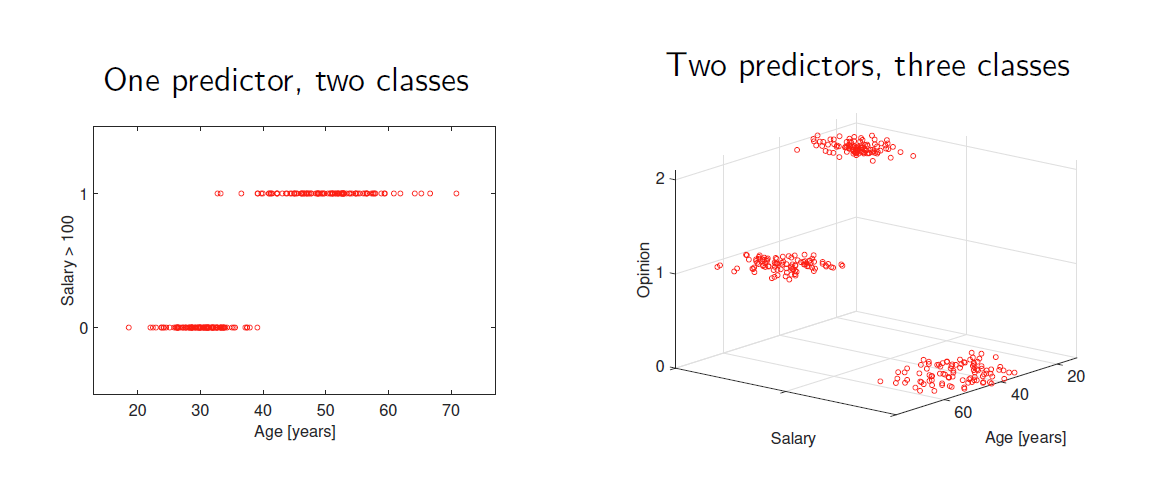 One predictor, two classes
1
0
Salary > 100
20 30 40 50 60 70
Age [years]
Two predictors, three classes
2
1
0
Opinion
20
40
60
Salary
Age [years]